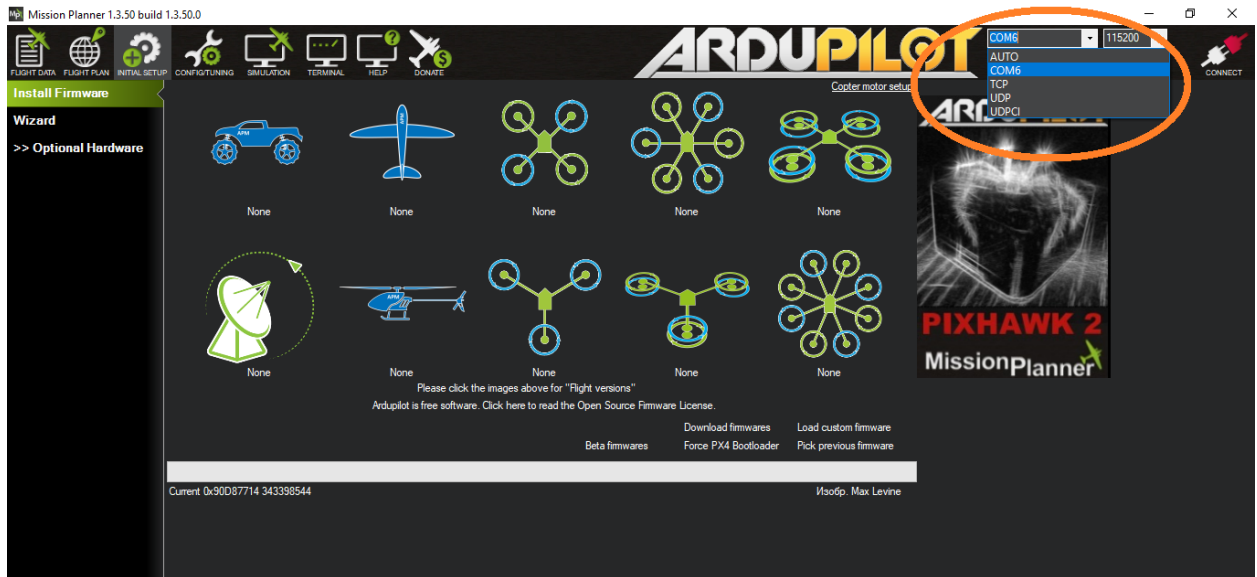 Mission Planner 1.3.50 build 1.3.50.0
FLIGHT DATA
FLIGHT PLAN
INITIAL SETUP
CONFIG/TUNING
SIMULATION
TERMINAL
HELP
DONATE
ARDUPILOT
COM6
115200
AUTO
COM6
TCP
UDP
UDPCl
CONNECT
Install Firmware
Wizard
>> Optional Hardware
Copter motor setup
APM
APM
None
None
None
None
None
APM
None
None
None
None
None
PIXHAWK 2
MissionPlanner
Please click the images above for "Flight versions"
Ardupilot is free software. Click here to read the Open Source Firmware License.
Download firmwares
Load custom firmware
Beta firmwares
Force PX4 Bootloader
Pick previous firmware
Current 0x90D87714 343398544
Изобр. Max Levine